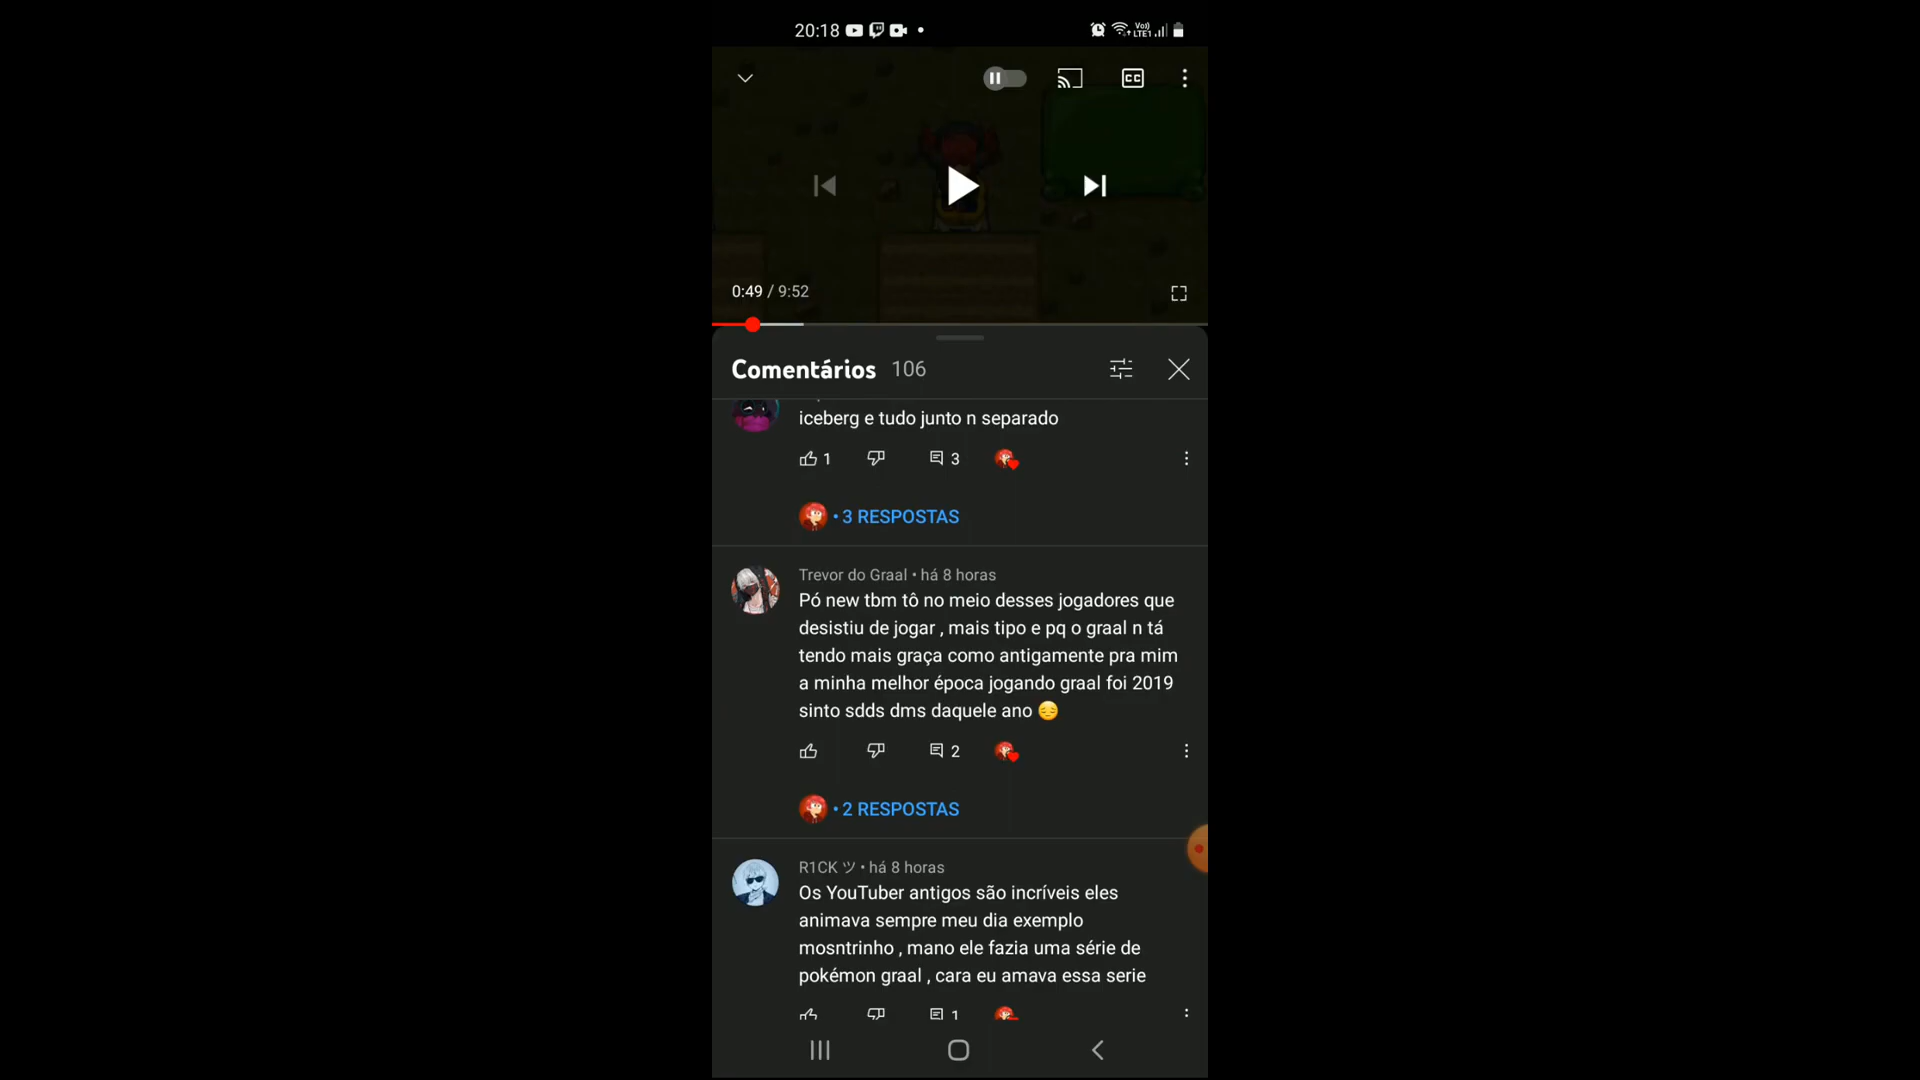 20:18
Vo))
LTE1
CC
0:49 / 9:52
Comentários 106
iceberg e tudo junto n separado
1
3
• 3 RESPOSTAS
Trevor do Graal • há 8 horas
Pó new tbm tô no meio desses jogadores que
desistiu de jogar , mais tipo e pq o graal n tá
tendo mais graça como antigamente pra mim
a minha melhor época jogando graal foi 2019
sinto sdds dms daquele ano 😔
2
• 2 RESPOSTAS
R1CK ツ • há 8 horas
Os YouTuber antigos são incríveis eles
animava sempre meu dia exemplo
mosntrinho , mano ele fazia uma série de
pokémon graal , cara eu amava essa serie
1